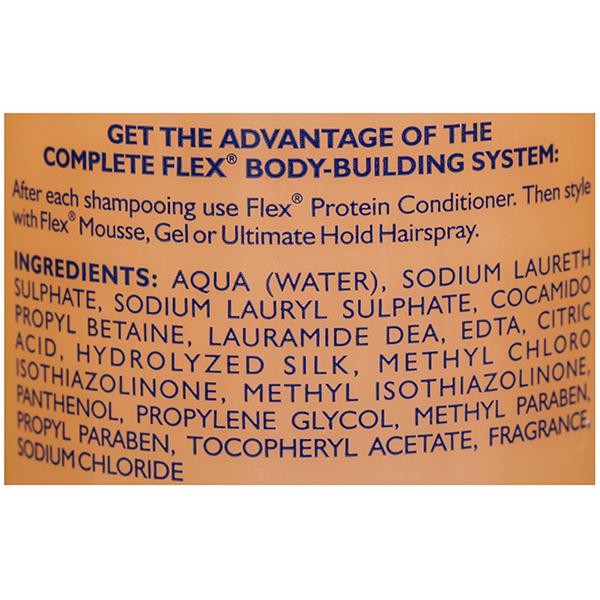 GET THE ADVANTAGE OF THE
COMPLETE FLEX® BODY-BUILDING SYSTEM:
After each shampooing use Flex® Protein Conditioner. Then style
with Flex® Mousse, Gel or Ultimate Hold Hairspray.
INGREDIENTS: AQUA (WATER), SODIUM LAURETH
SULPHATE, SODIUM LAURYL SULPHATE, COCAMIDO
PROPYL BETAINE, LAURAMIDE DEA, EDTA, CITRIC
ACID, HYDROLYZED SILK, METHYL CHLORO
ISOTHIAZOLINONE, METHYL ISOTHIAZOLINONE,
PANTHENOL, PROPYLENE GLYCOL, METHYL PARABEN,
PROPYL PARABEN, TOCOPHERYL ACETATE, FRAGRANCE,
SODIUM CHLORIDE